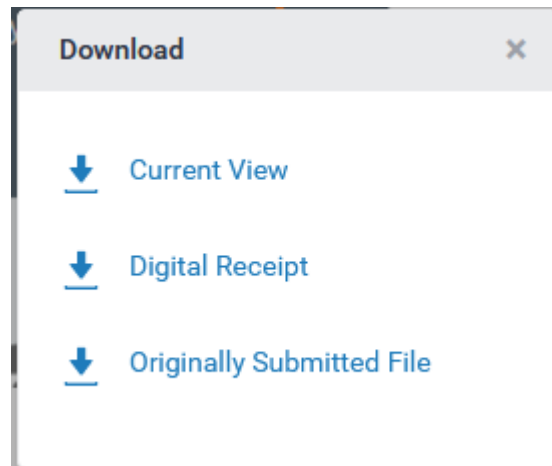 Download
Current View
Digital Receipt
Originally Submitted File